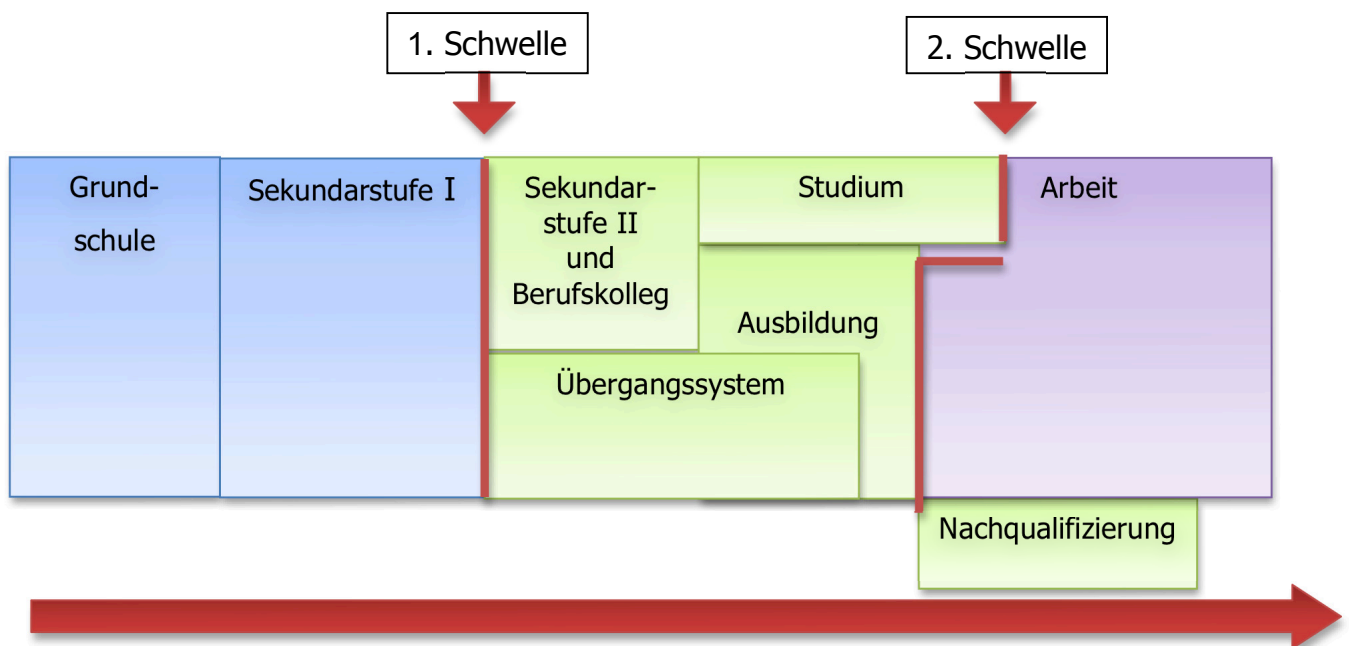 1. Schwelle
2. Schwelle
Grund-
schule
Sekundarstufe I
Sekundar-
stufe II
und
Berufskolleg
Studium
Arbeit
Ausbildung
Übergangssystem
Nachqualifizierung